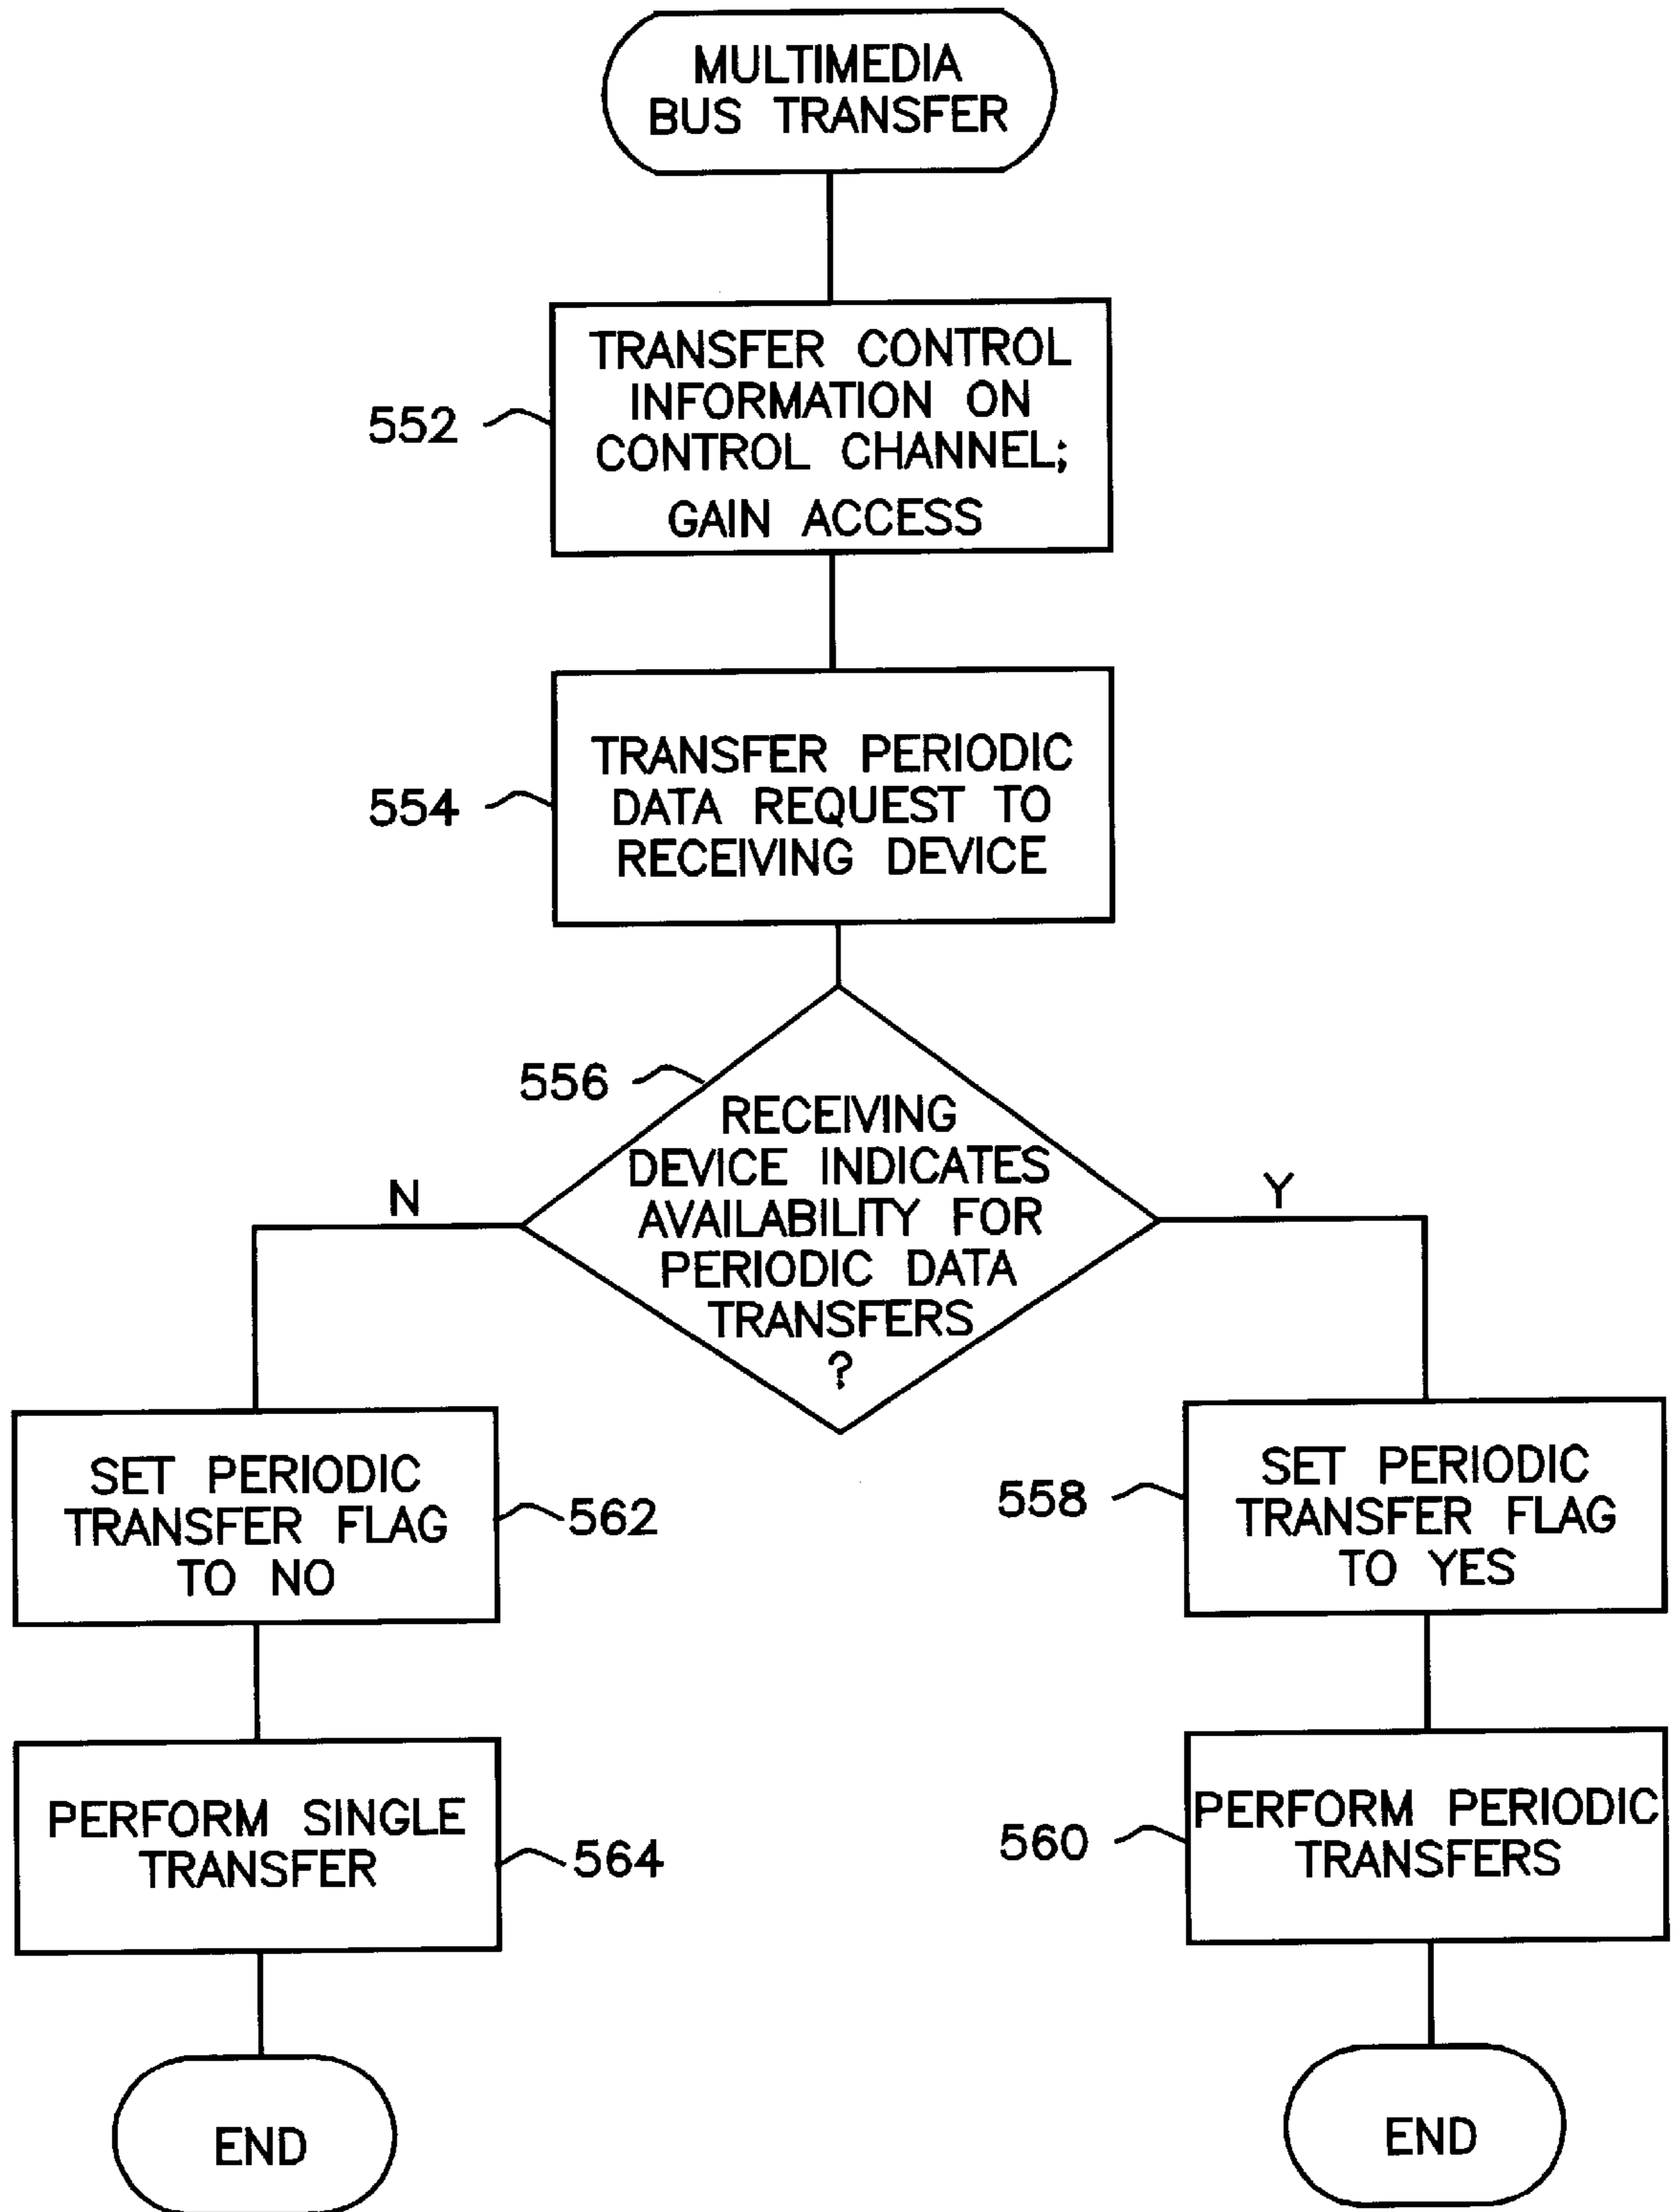 MULTIMEDIA
BUS TRANSFER
TRANSFER CONTROL
INFORMATION ON
CONTROL CHANNEL;
GAIN ACCESS
552
TRANSFER PERIODIC
DATA REQUEST TO
RECEIVING DEVICE
554
556
RECEIVING
DEVICE INDICATES
AVAILABILITY FOR
PERIODIC DATA
TRANSFERS
?
N
Y
SET PERIODIC
TRANSFER FLAG
TO NO
562
558
SET PERIODIC
TRANSFER FLAG
TO YES
PERFORM SINGLE
TRANSFER
564
560
PERFORM PERIODIC
TRANSFERS
END
END